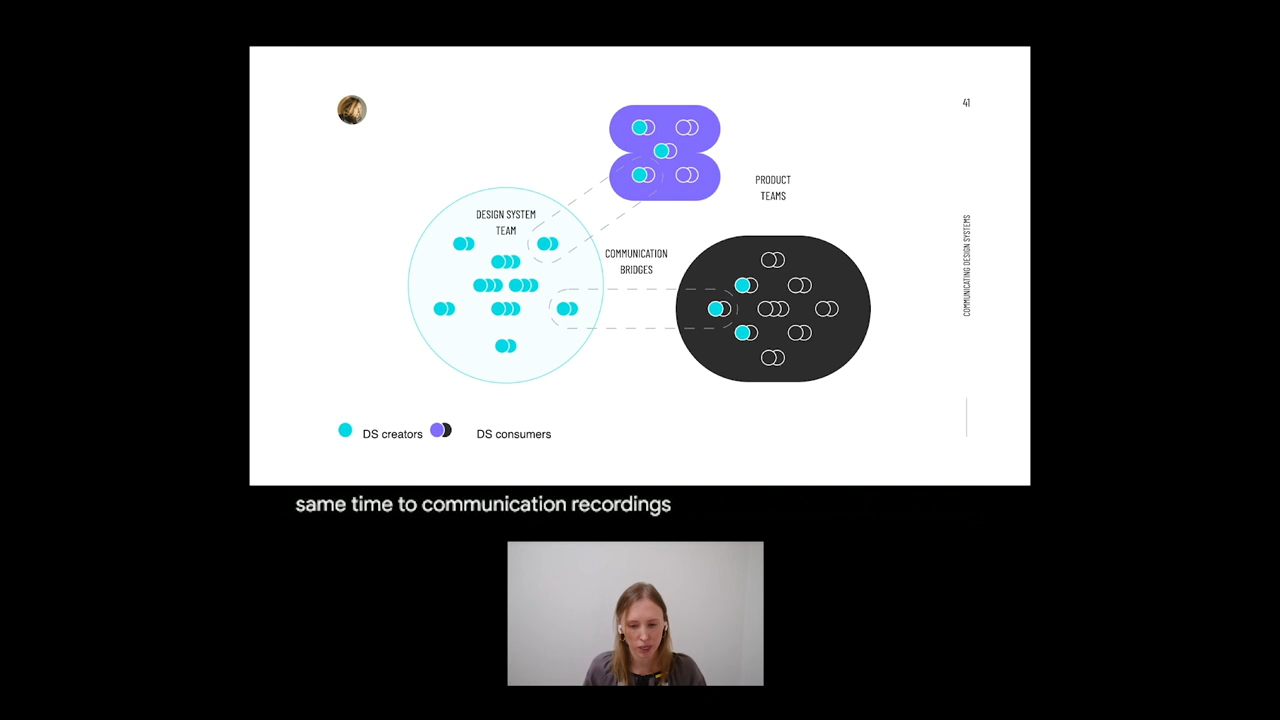 41
PRODUCT
TEAMS
DESIGN SYSTEM
TEAM
COMMUNICATION
BRIDGES
COMMUNICATING DESIGN SYSTEMS
DS creators
DS consumers
same time to communication recordings